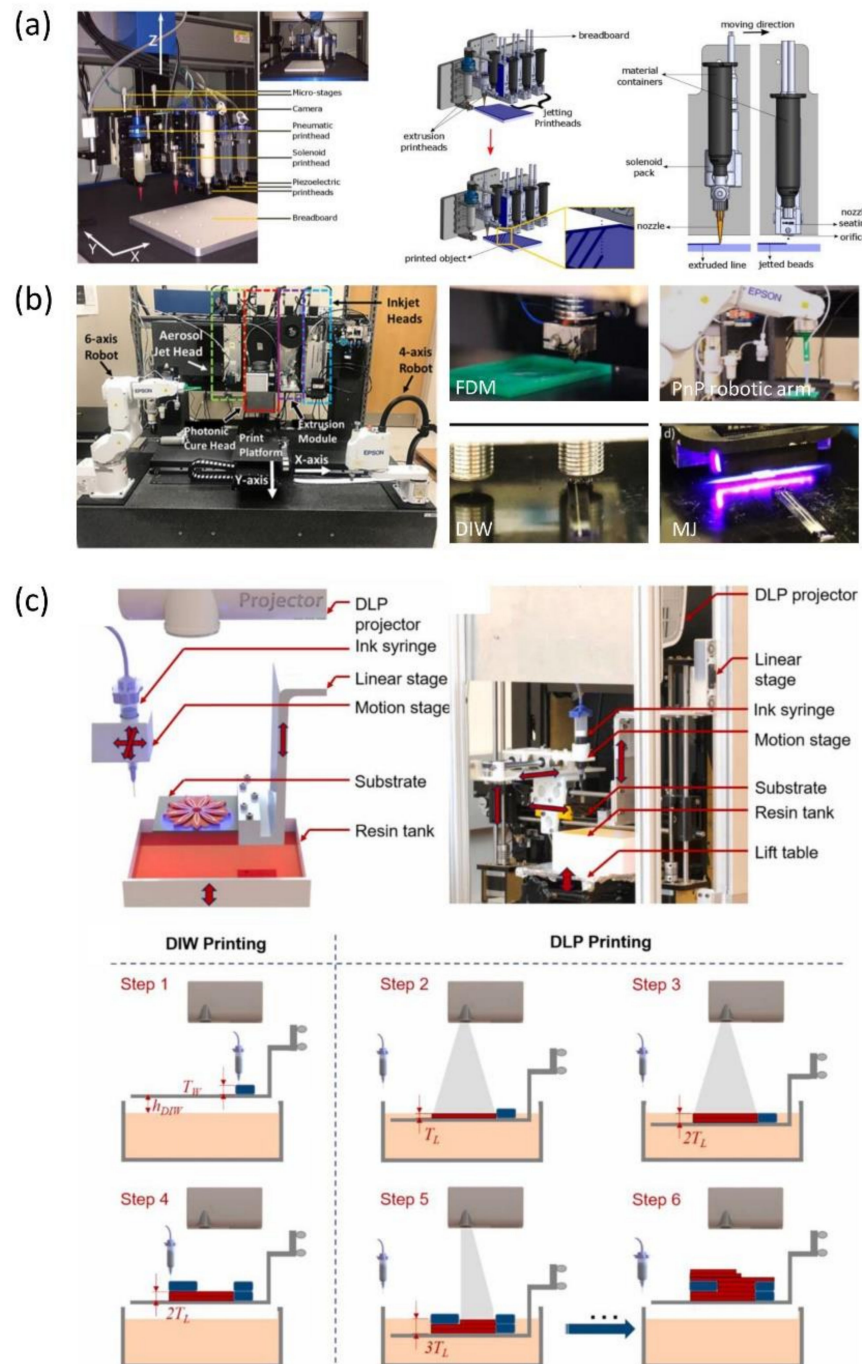 (a)
Z
Micro-stages
Camera
Pneumatic
printhead
Solenoid
printhead
Piezoelectric
printheads
Breadboard
Y
X
breadboard
extrusion
printheads
jetting
Printheads
printed object
moving direction
material
containers
solenoid
pack
nozzle
nozzl
seatin
orific
extruded line
jetted beads
(b)
6-axis
Robot
Aerosol
Jet Head
Inkjet
Heads
4-axis
Robot
Photonic
Cure Head
Print
Platform
Extrusion
Module
X-axis
Y-axis
EPSON
FDM
EPSON
PnP robotic arm
DIW
d)
MJ
(c)
Projector
DLP
projector
Ink syringe
Linear stage
Motion stage
Substrate
Resin tank
DLP projector
Linear
stage
Ink syringe
Motion stage
Substrate
Resin tank
Lift table
DIW Printing
DLP Printing
Step 1
T_W
h_DIW
Step 2
T_L
Step 3
2T_L
Step 4
2T_L
Step 5
3T_L
...
Step 6